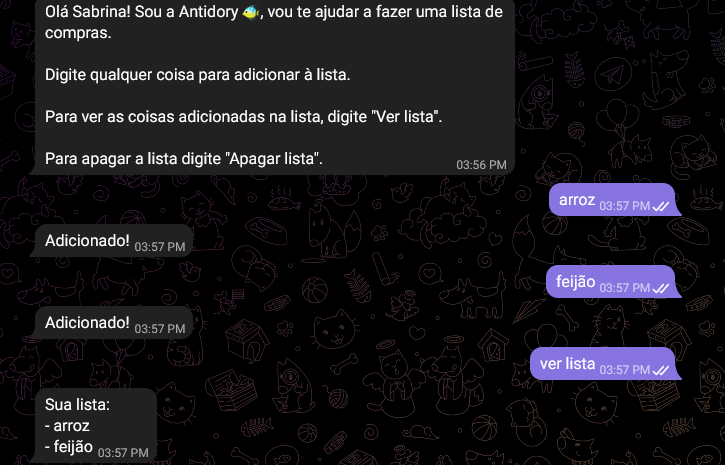 Olá Sabrina! Sou a Antidory 🐠, vou te ajudar a fazer uma lista de
compras.
Digite qualquer coisa para adicionar à lista.
Para ver as coisas adicionadas na lista, digite "Ver lista".
Para apagar a lista digite "Apagar lista".
03:56 PM
arroz 03:57 PM
Adicionado! 03:57 PM
feijão 03:57 PM
Adicionado! 03:57 PM
ver lista 03:57 PM
Sua lista:
- arroz
- feijão 03:57 PM